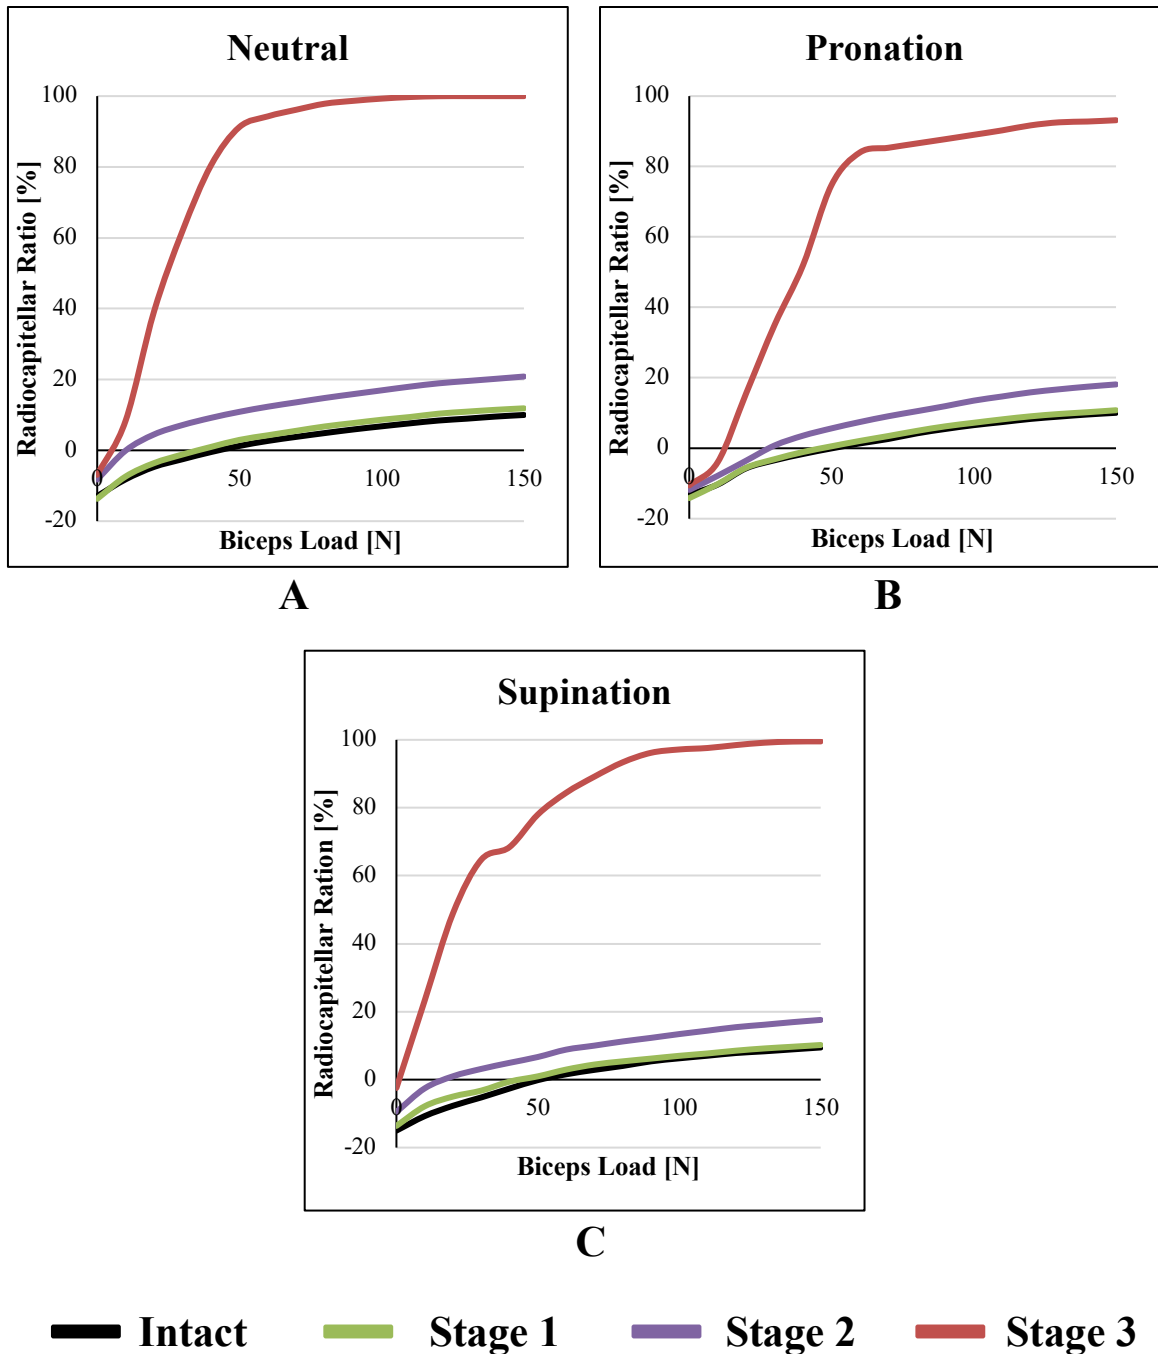 Neutral
100
80
60
40
20
0
-20
0 50 100 150
Radiocapitellar Ratio [%]
Biceps Load [N]
A
Pronation
100
80
60
40
20
0
-20
0 50 100 150
Radiocapitellar Ratio [%]
Biceps Load [N]
B
Supination
100
80
60
40
20
0
-20
0 50 100 150
Radiocapitellar Ration [%]
Biceps Load [N]
C
Intact Stage 1 Stage 2 Stage 3